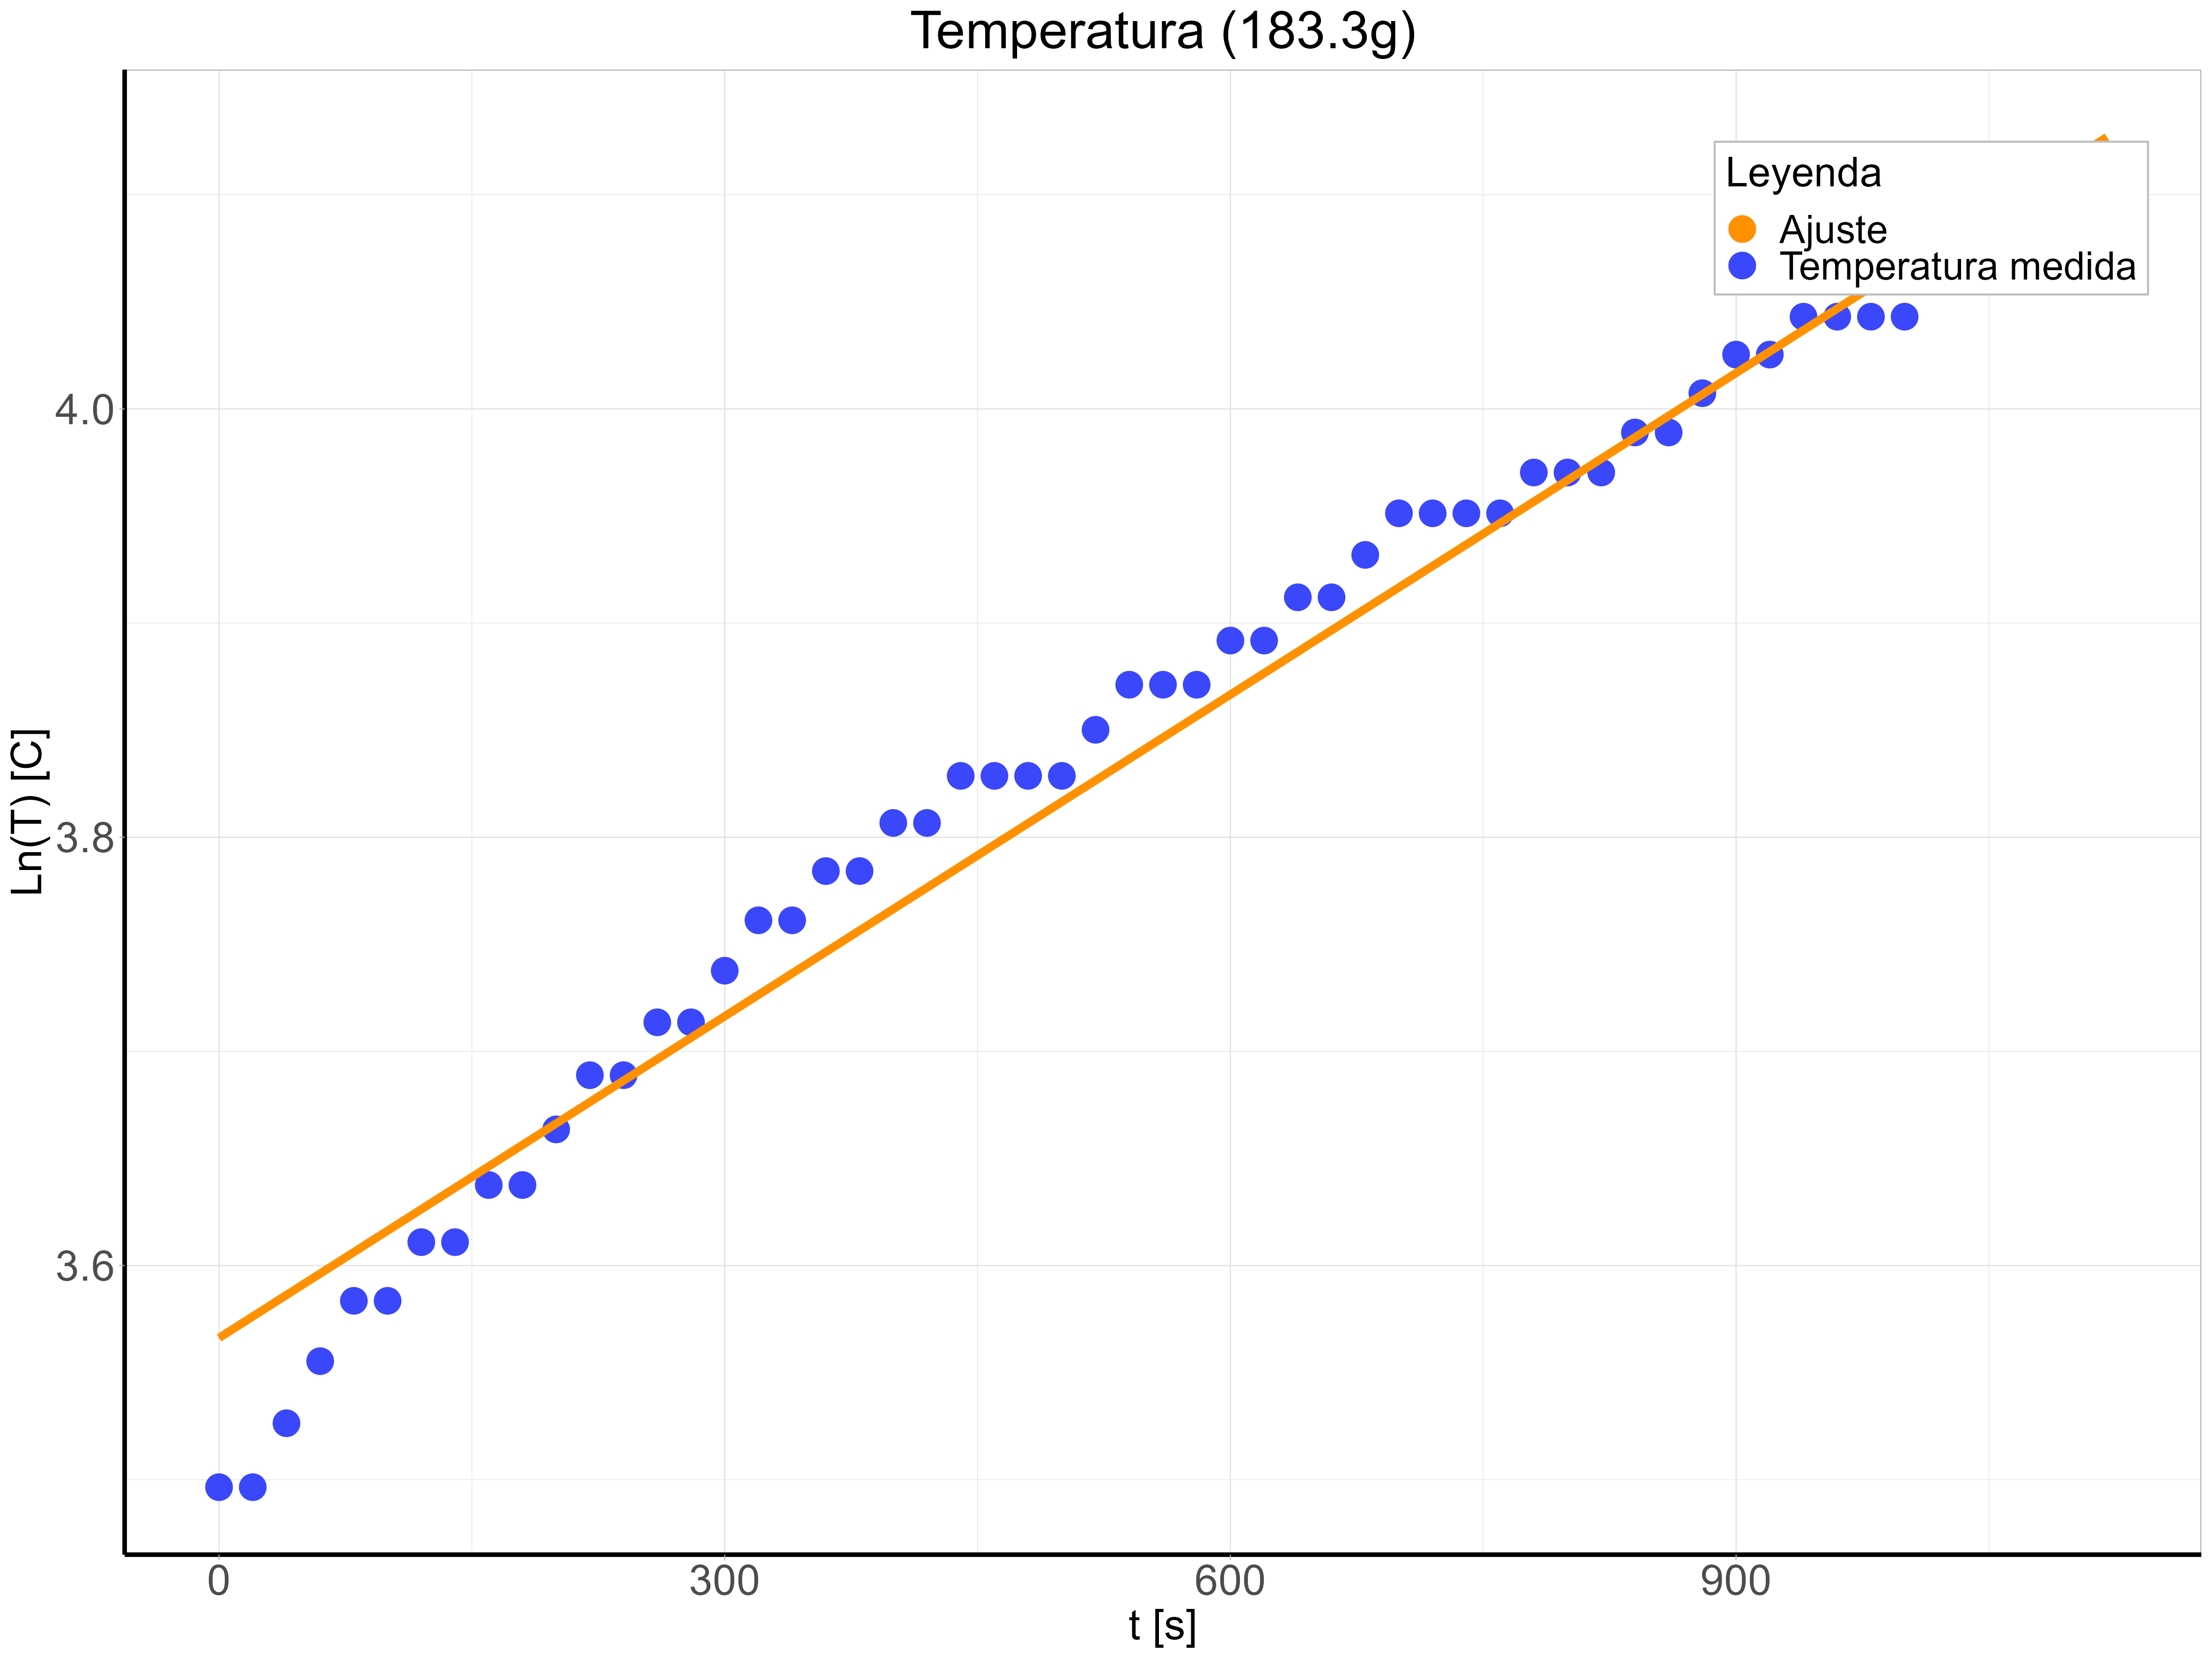 Temperatura (183.3g)
Leyenda
Ajuste
Temperatura medida
4.0
3.8
3.6
Ln(T) [C]
0 300 600 900
t [s]